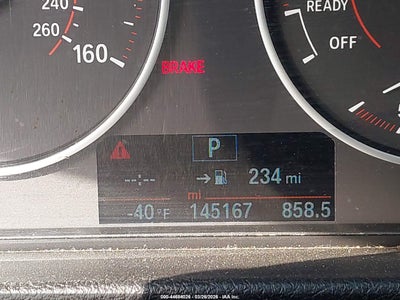 240
260
160
BRAKE
READY
OFF
P
--:--
234 mi
mi
-40 °F 145167 858.5
000-44684026 - 03/26/2026 - IAA Inc.